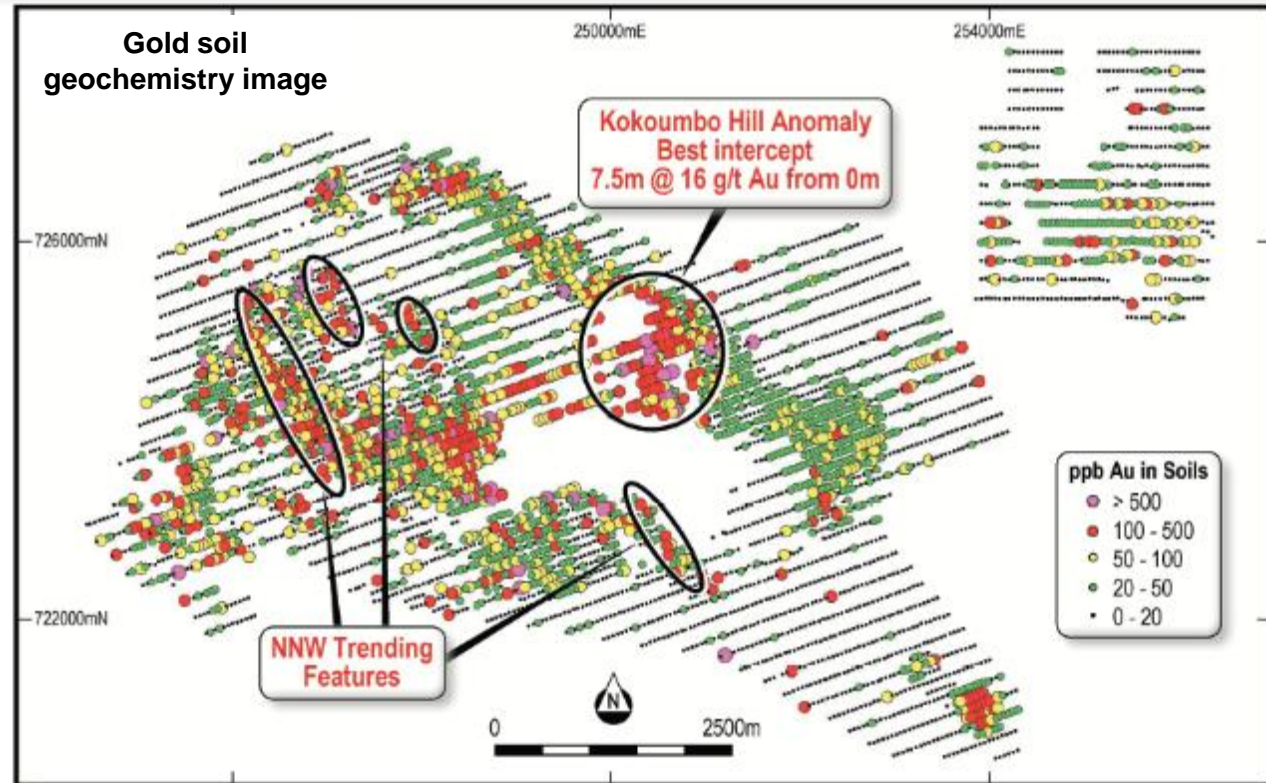 Gold soil
geochemistry image
250000mE
254000mE
Kokoumbo Hill Anomaly
Best intercept
7.5m @ 16 g/t Au from 0m
726000mN
ppb Au in Soils
> 500
100 - 500
50 - 100
20 - 50
0 - 20
722000mN
NNW Trending
Features
N
0
2500m